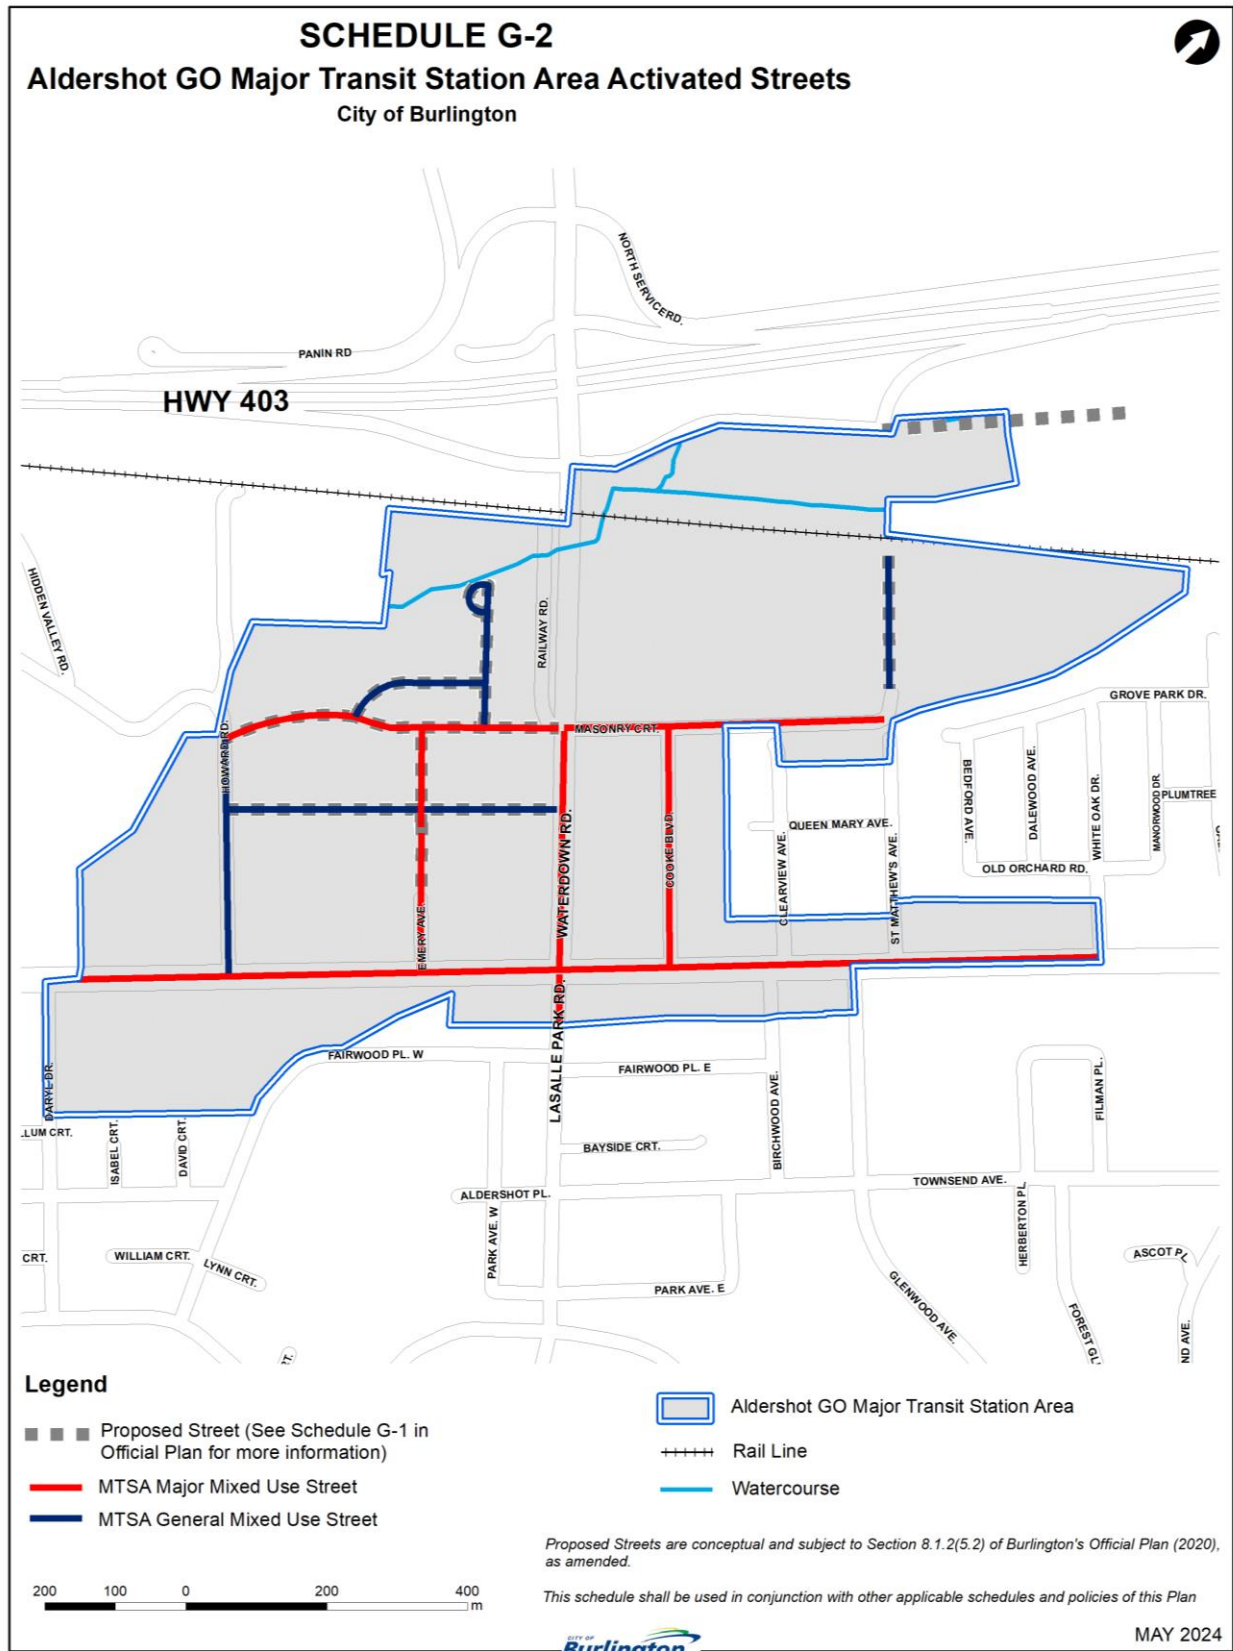 SCHEDULE G-2
Aldershot GO Major Transit Station Area Activated Streets
City of Burlington
NORTH SERVICE RD.
PANIN RD
HWY 403
HIDDEN VALLEY RD.
RAILWAY RD.
GROVE PARK DR.
HOWARD RD.
MASONRY CRT.
BEDFORD AVE.
DALEWOOD AVE.
WHITE OAK DR.
MANORWOOD DR.
PLUMTREE
WATERDOWN RD.
COOKE BLVD.
QUEEN MARY AVE.
CLEARVIEW AVE.
ST MATTHEW'S AVE.
OLD ORCHARD RD.
EMERY AVE.
LASALLE PARK RD.
FAIRWOOD PL. W
FAIRWOOD PL. E
DARYL DR.
LUM CRT.
ISABEL CRT.
DAVID CRT.
BIRCHWOOD AVE.
FILMAN PL.
BAYSIDE CRT.
TOWNSEND AVE.
ALDERSHOT PL.
PARK AVE. W
HERBERTON PL.
CRT.
WILLIAM CRT.
LYNN CRT.
PARK AVE. E
GLENWOOD AVE.
ASCOT PL
FOREST GL
ND AVE.
RT.
Legend
Proposed Street (See Schedule G-1 in
Official Plan for more information)
MTSA Major Mixed Use Street
MTSA General Mixed Use Street
Aldershot GO Major Transit Station Area
Rail Line
Watercourse
Proposed Streets are conceptual and subject to Section 8.1.2(5.2) of Burlington's Official Plan (2020),
as amended.
This schedule shall be used in conjunction with other applicable schedules and policies of this Plan
200 100 0 200 400
m
CITY OF
Burlington
MAY 2024